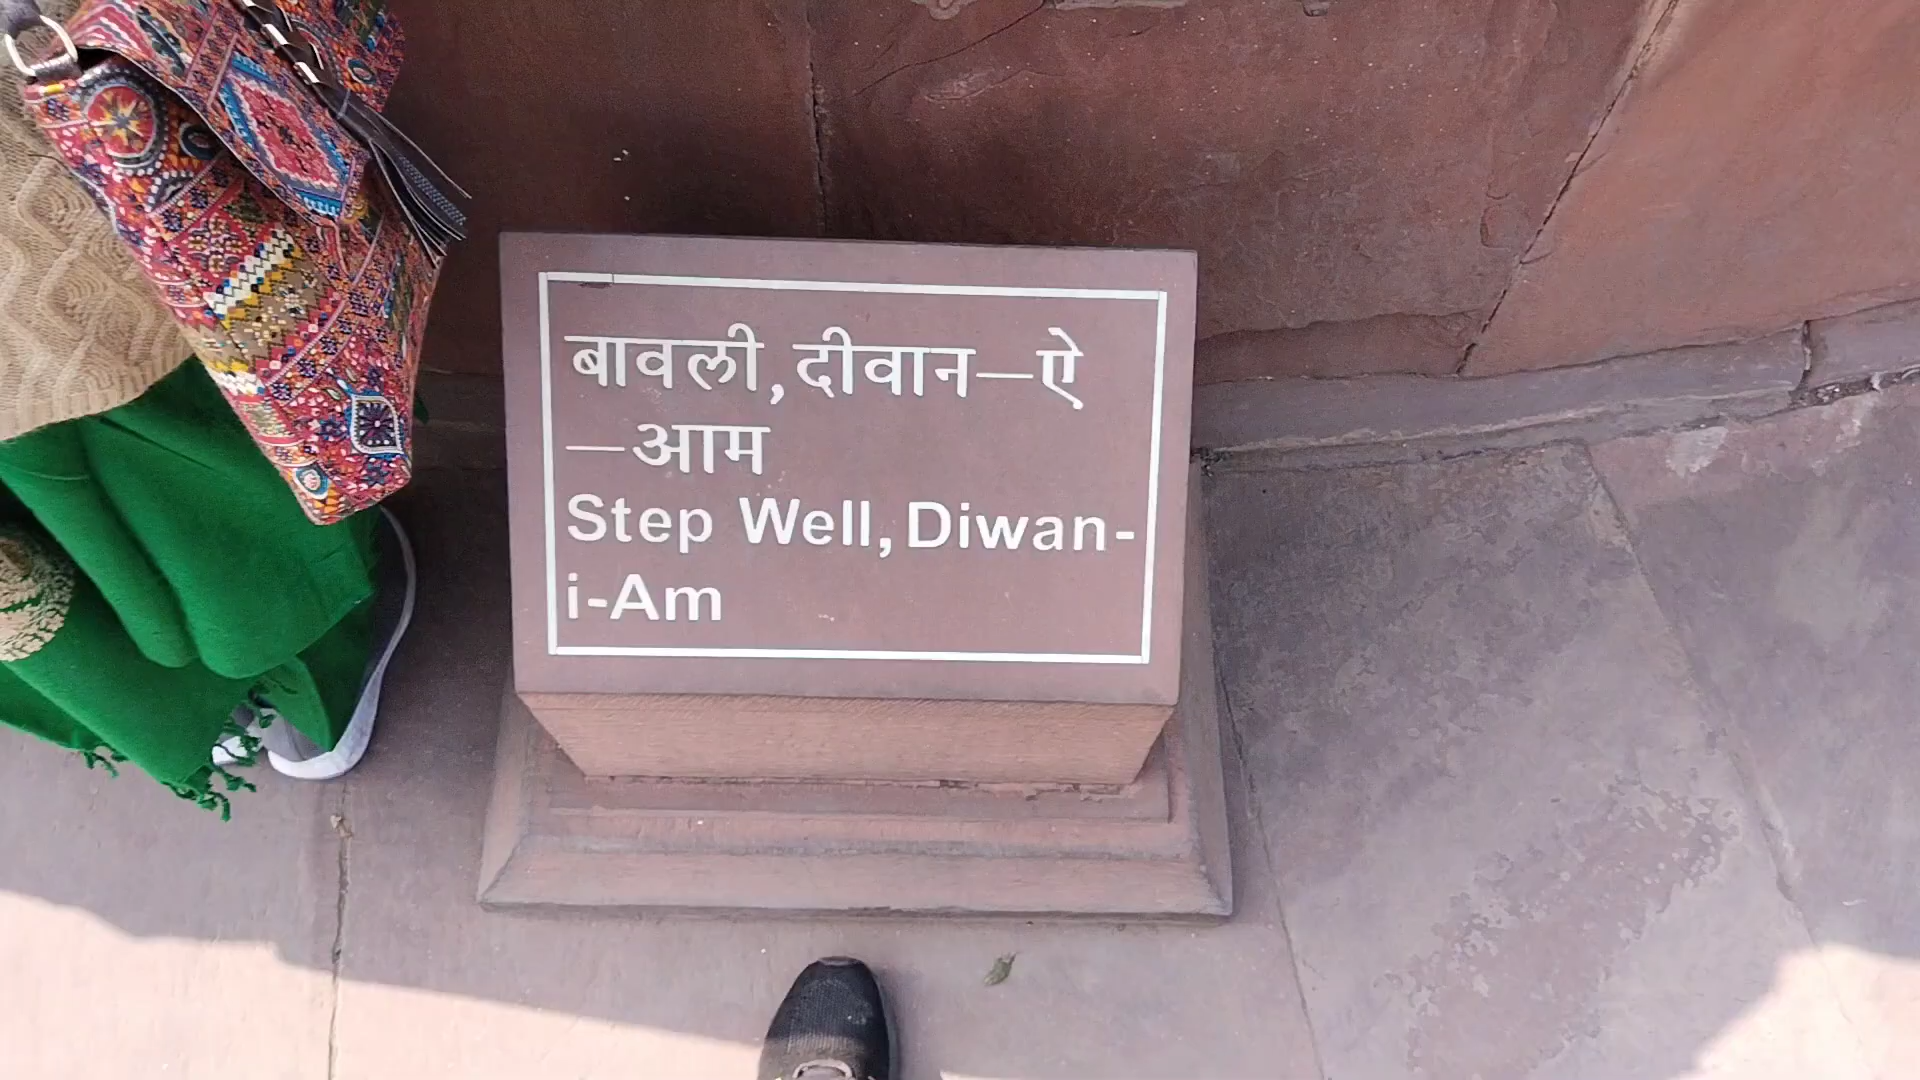 बावली, दीवान–ऐ
–आम
Step Well, Diwan-
i-Am